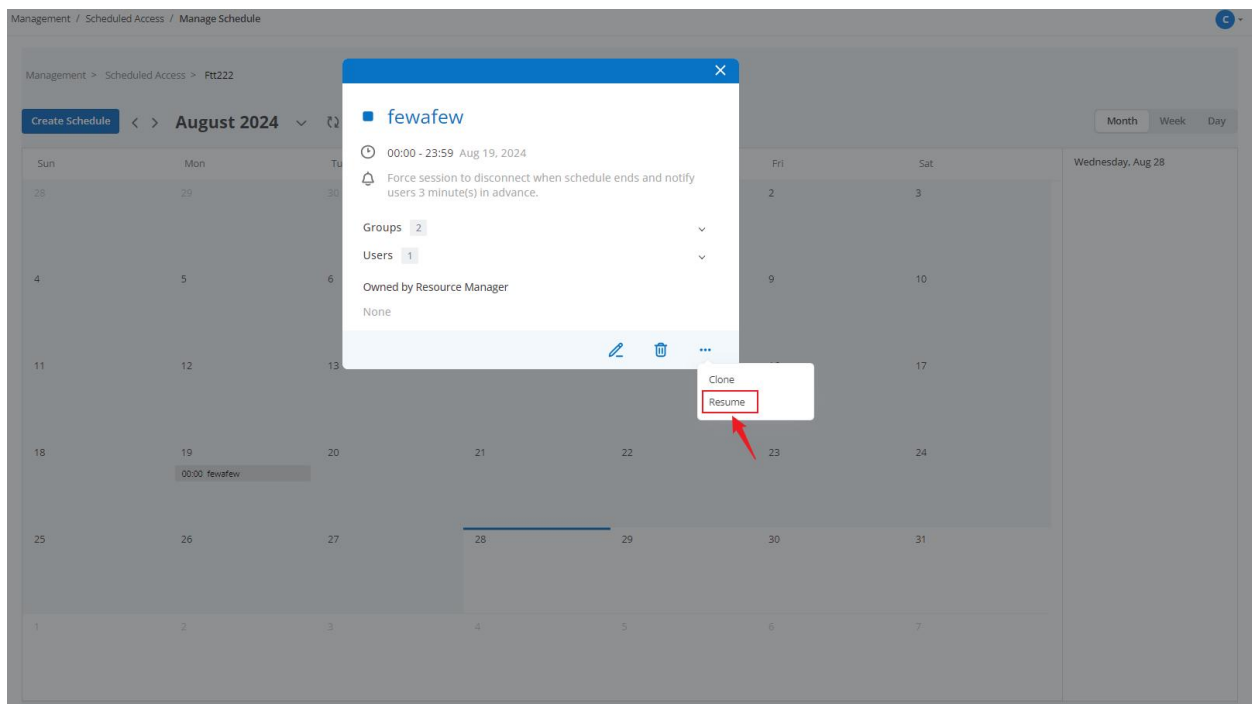 Management / Scheduled Access / Manage Schedule
C
Management > Scheduled Access > Ftt222
Create Schedule < > August 2024
Month Week Day
fewafew
00:00 - 23:59 Aug 19, 2024
Force session to disconnect when schedule ends and notify
users 3 minute(s) in advance.
Groups 2
Users 1
Owned by Resource Manager
None
Clone
Resume
Sun Mon Tu Fri Sat
Wednesday, Aug 28
28 29 30 2 3
4 5 6 9 10
11 12 13 17
18 19 20 21 22 23 24
00:00 fewafew
25 26 27 28 29 30 31
1 2 3 4 5 6 7